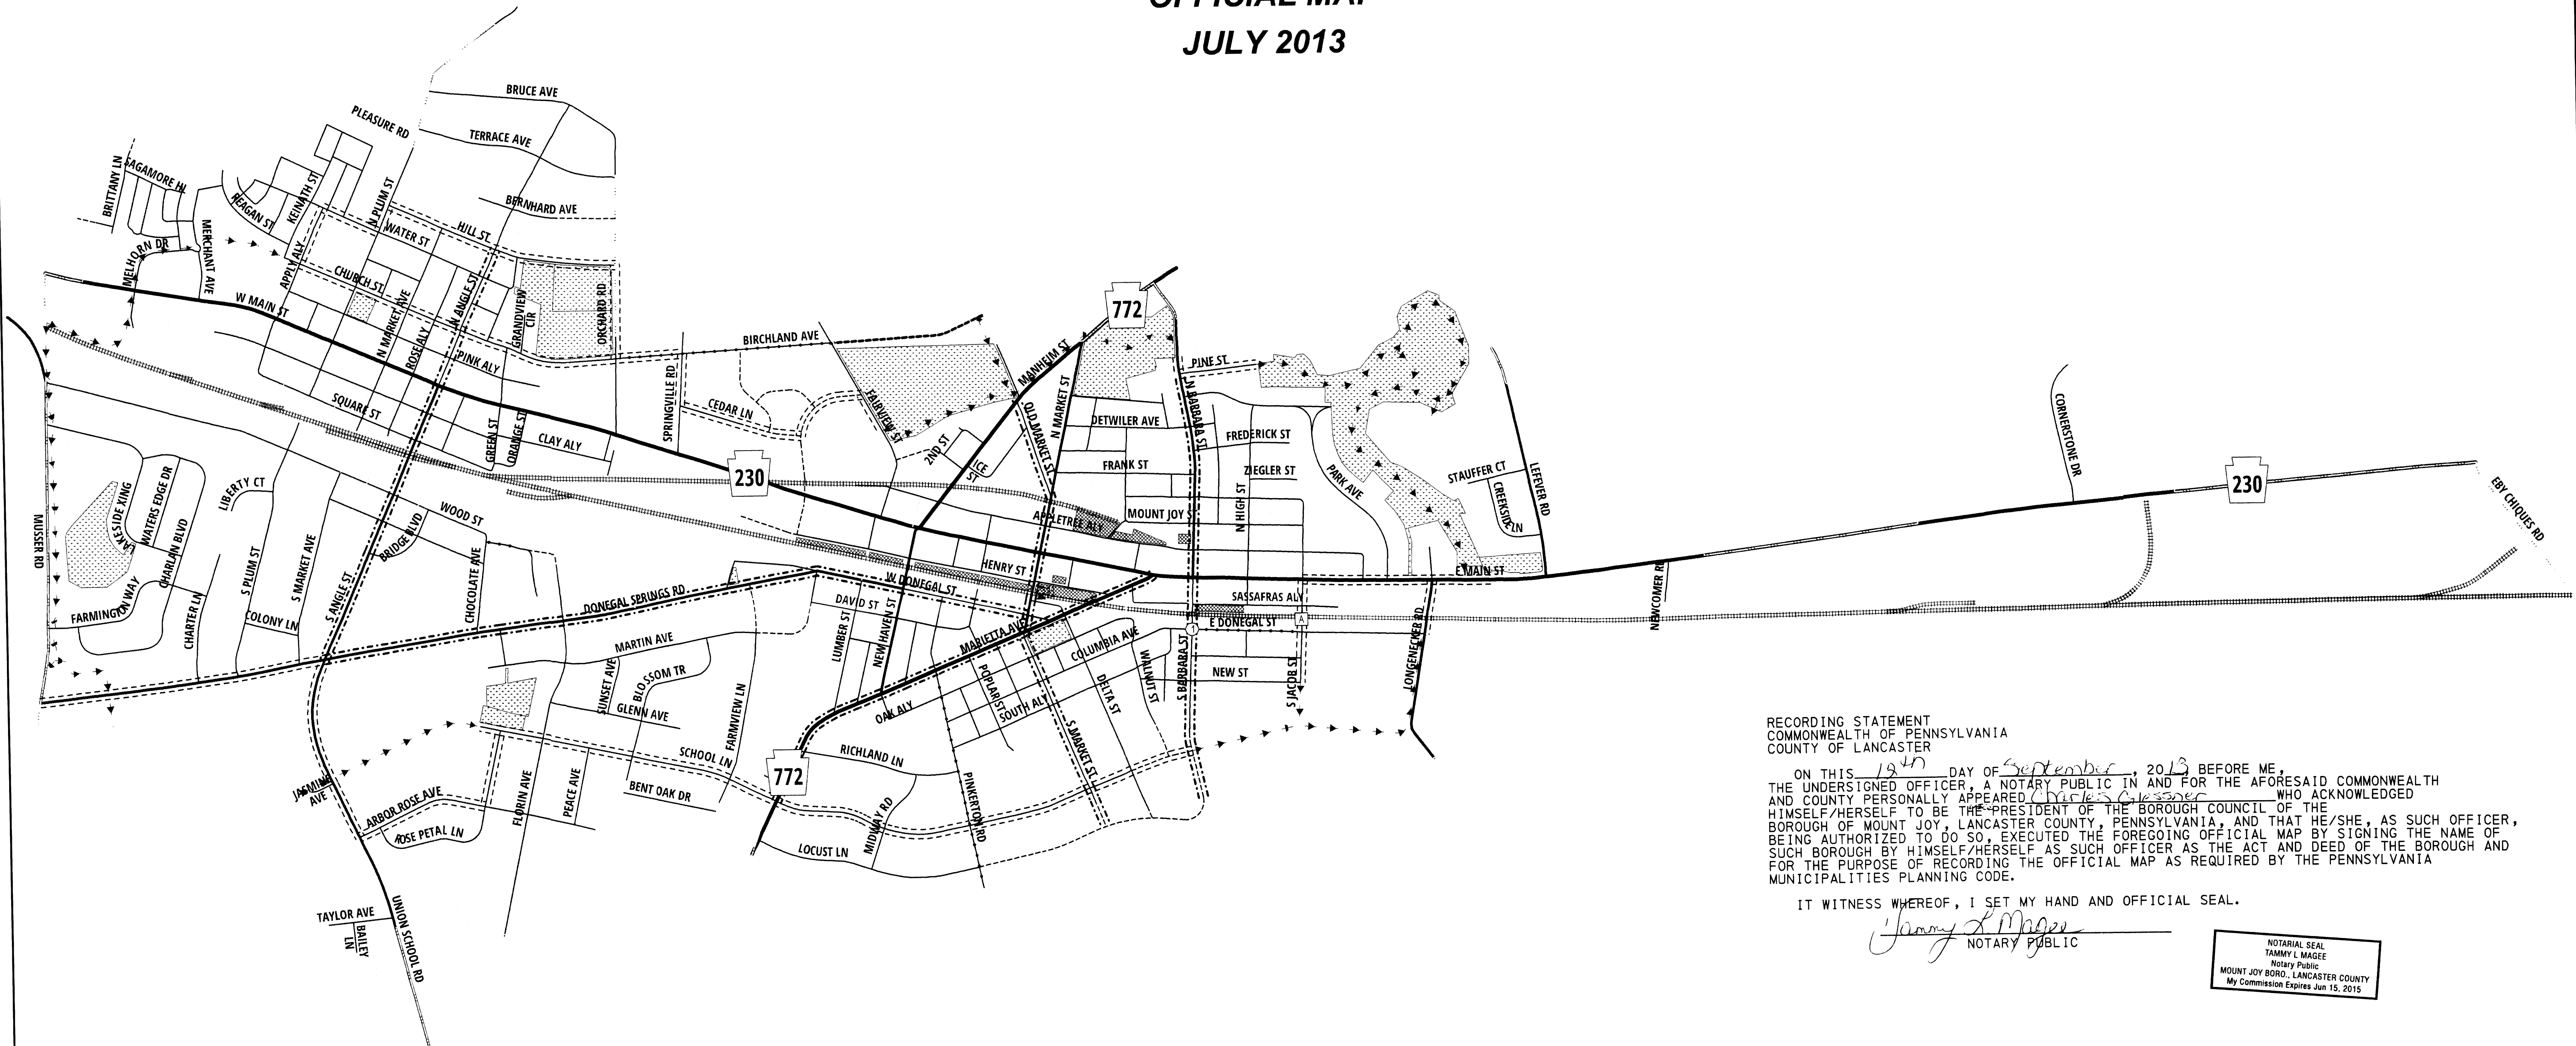 JULY 2013
BRUCE AVE
PLEASURE RD
TERRACE AVE
BRITTANY LN
SAGAMORE HL
REAGAN ST
KEINATH ST
N PLUM ST
BERNHARD AVE
MELHORN DR
MERCHANT AVE
APPLY ALY
WATER ST
HILL ST
CHURCH ST
N MARKET AVE
ROSE ALY
N ANGLE ST
GRANDVIEW
CIR
ORCHARD RD
W MAIN ST
PINK ALY
SQUARE ST
GREEN ST
ORANGE ST
CLAY ALY
SPRINGVILLE RD
BIRCHLAND AVE
CEDAR LN
FAIRVIEW ST
230
772
MANHEIM ST
OLD MARKET ST
N MARKET ST
2ND ST
ICE
ST
PINE ST
N BARBARA ST
DETWILER AVE
FREDERICK ST
FRANK ST
ZIEGLER ST
PARK AVE
N HIGH ST
MOUNT JOY S
APPLETREE ALY
STAUFFER CT
CREEKSIDE LN
LEFEVER RD
CORNERSTONE DR
230
EBY CHIQUES RD
MUSSER RD
LAKESIDE XING
WATERS EDGE DR
CHARLAN BLVD
LIBERTY CT
FARMINGTON WAY
CHARTER LN
S PLUM ST
S MARKET AVE
COLONY LN
S ANGLE ST
BRIDGE BLVD
WOOD ST
CHOCOLATE AVE
DONEGAL SPRINGS RD
MARTIN AVE
HENRY ST
W DONEGAL ST
DAVID ST
LUMBER ST
NEW HAVEN ST
MARIETTA AVE
COLUMBIA AVE
POPLAR ST
WALNUT ST
DELTA ST
SOUTH ALY
S MARKET ST
OAK ALY
E MAIN ST
SASSAFRAS ALY
1
A
E DONEGAL ST
NEW ST
S BARBARA ST
S JACOB ST
LONGENECKER RD
NEWCOMER RD
SUNSET AVE
BLOSSOM TR
GLENN AVE
FARMVIEW LN
SCHOOL LN
772
RICHLAND LN
PINKERTON RD
MIDWAY RD
LOCUST LN
BENT OAK DR
PEACE AVE
FLORIN AVE
JASMINE
AVE
ARBOR ROSE AVE
ROSE PETAL LN
TAYLOR AVE
BAILEY
LN
UNION SCHOOL RD
RECORDING STATEMENT
COMMONWEALTH OF PENNSYLVANIA
COUNTY OF LANCASTER
ON THIS DAY OF September, 2013 BEFORE ME,
THE UNDERSIGNED OFFICER, A NOTARY PUBLIC IN AND FOR THE AFORESAID COMMONWEALTH
AND COUNTY PERSONALLY APPEARED Charles Glessner WHO ACKNOWLEDGED
HIMSELF/HERSELF TO BE THE PRESIDENT OF THE BOROUGH COUNCIL OF THE
BOROUGH OF MOUNT JOY, LANCASTER COUNTY, PENNSYLVANIA, AND THAT HE/SHE, AS SUCH OFFICER,
BEING AUTHORIZED TO DO SO, EXECUTED THE FOREGOING OFFICIAL MAP BY SIGNING THE NAME OF
SUCH BOROUGH BY HIMSELF/HERSELF AS SUCH OFFICER AS THE ACT AND DEED OF THE BOROUGH AND
FOR THE PURPOSE OF RECORDING THE OFFICIAL MAP AS REQUIRED BY THE PENNSYLVANIA
MUNICIPALITIES PLANNING CODE.
IT WITNESS WHEREOF, I SET MY HAND AND OFFICIAL SEAL.
Tammy L Magee
NOTARY PUBLIC
NOTARIAL SEAL
TAMMY L MAGEE
Notary Public
MOUNT JOY BORO., LANCASTER COUNTY
My Commission Expires Jun 15, 2015